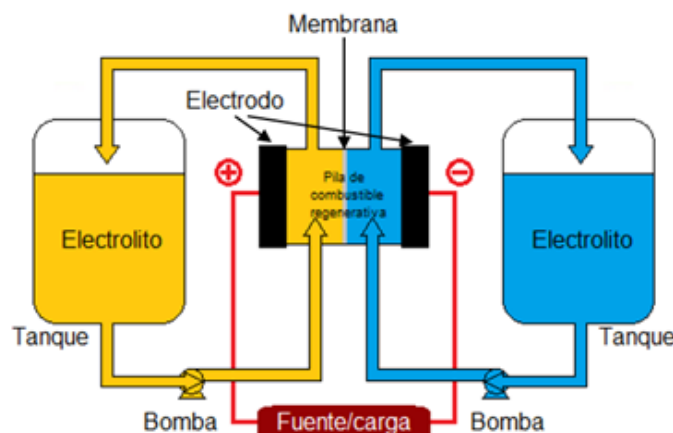 Membrana
Electrodo
+
-
Pila de
combustible
regenerativa
Electrolito
Electrolito
Tanque
Tanque
Bomba
Fuente/carga
Bomba